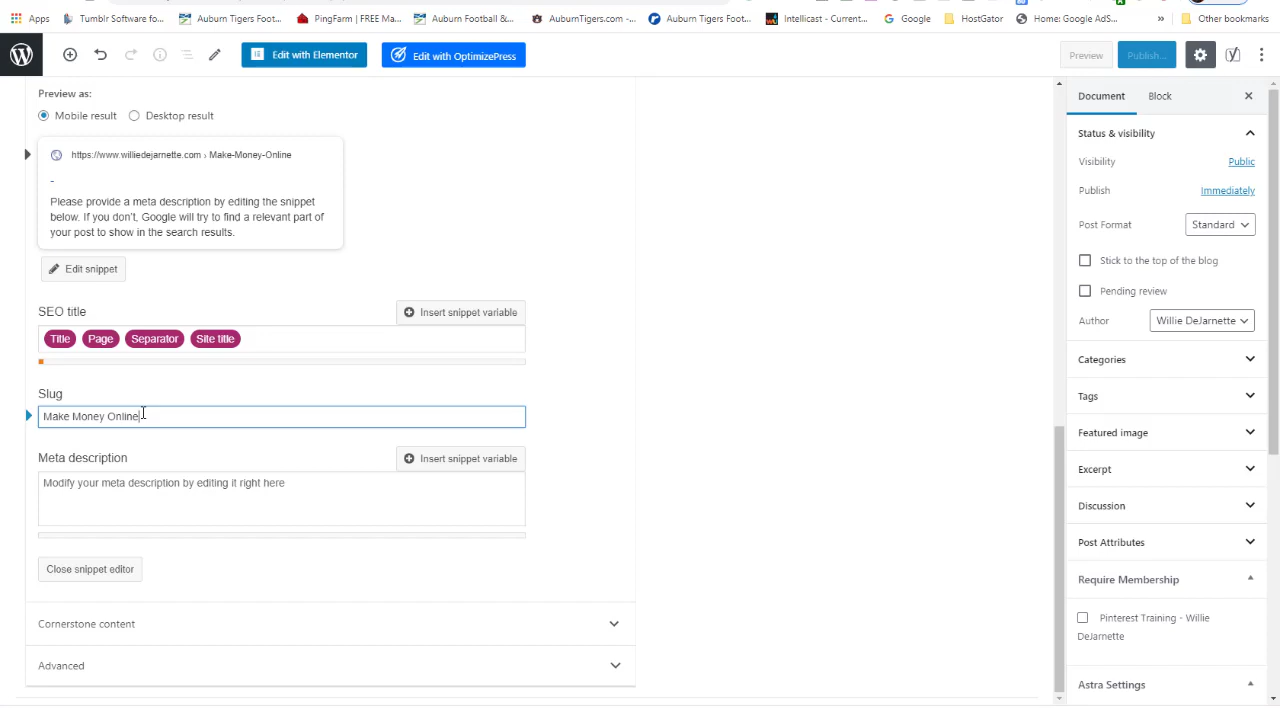 Apps
Tumblr Software fo...
Auburn Tigers Foot...
PingFarm | FREE Ma...
Auburn Football &...
AuburnTigers.com -...
Auburn Tigers Foot...
Intellicast - Current...
Google
HostGator
Home: Google AdS...
»
Other bookmarks
Edit with Elementor
Edit with OptimizePress
Preview
Publish...
Preview as:
Mobile result
Desktop result
https://www.williedejarnette.com › Make-Money-Online
-
Please provide a meta description by editing the snippet
below. If you don't, Google will try to find a relevant part of
your post to show in the search results.
Edit snippet
SEO title
Insert snippet variable
Title Page Separator Site title
Slug
Make Money Online
Meta description
Insert snippet variable
Modify your meta description by editing it right here
Close snippet editor
Cornerstone content
Advanced
Document
Block
Status & visibility
Visibility
Public
Publish
Immediately
Post Format
Standard
Stick to the top of the blog
Pending review
Author
Willie DeJarnette
Categories
Tags
Featured image
Excerpt
Discussion
Post Attributes
Require Membership
Pinterest Training - Willie
DeJarnette
Astra Settings